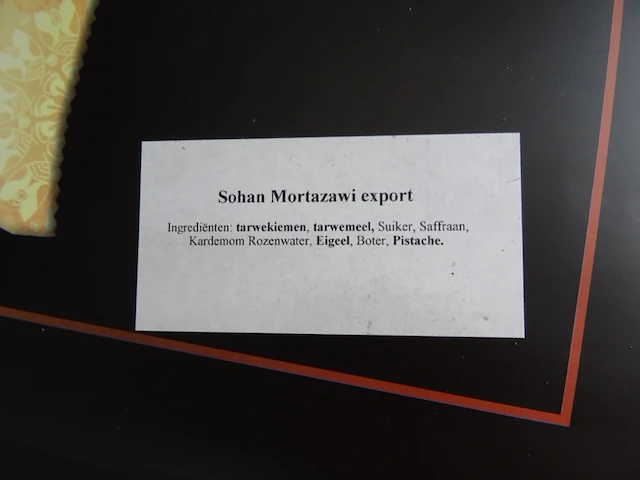 Sohan Mortazawi export
Ingrediënten: tarwekiemen, tarwemeel, Suiker, Saffraan,
Kardemom Rozenwater, Eigeel, Boter, Pistache.